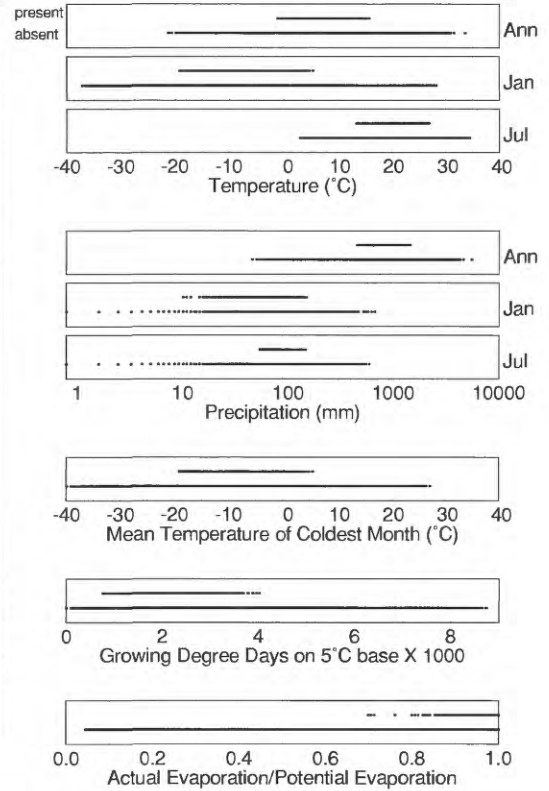 present
absent
Ann
Jan
Jul
-40 -30 -20 -10 0 10 20 30 40
Temperature (˚C)
Ann
Jan
Jul
1 10 100 1000 10000
Precipitation (mm)
-40 -30 -20 -10 0 10 20 30 40
Mean Temperature of Coldest Month (˚C)
0 2 4 6 8
Growing Degree Days on 5˚C base X 1000
0.0 0.2 0.4 0.6 0.8 1.0
Actual Evaporation/Potential Evaporation